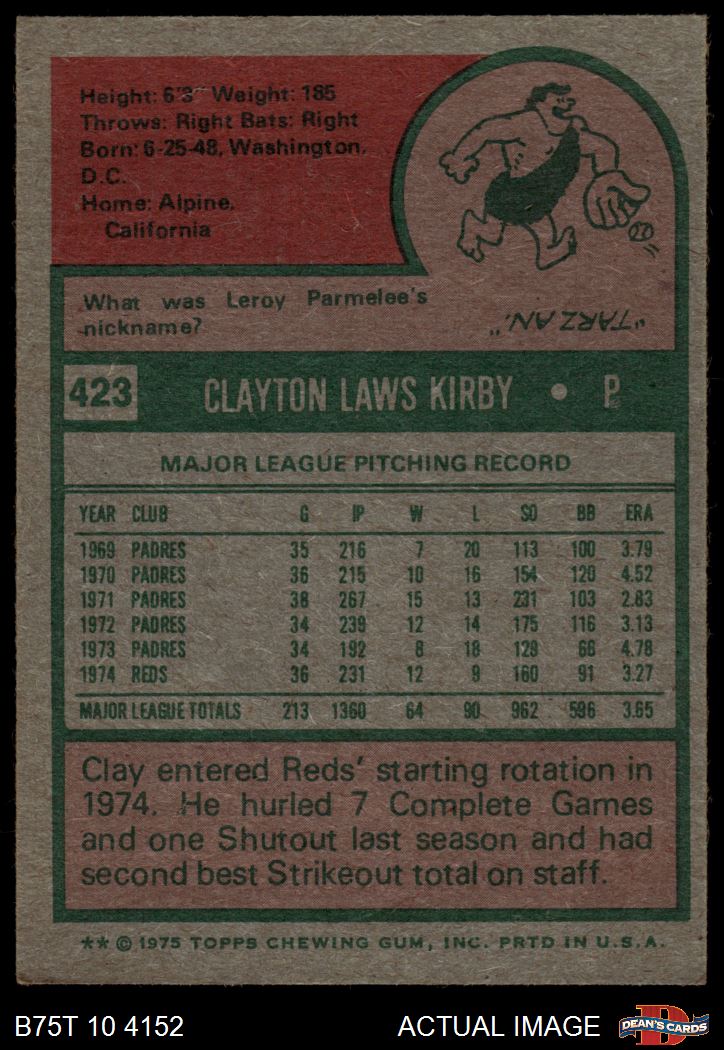 Height: 6'3" Weight: 185
Throws: Right Bats: Right
Born: 6-25-48, Washington,
D.C.
Home: Alpine,
California
What was Leroy Parmelee's
nickname?
"TARZAN."
423 CLAYTON LAWS KIRBY • P
MAJOR LEAGUE PITCHING RECORD
YEAR CLUB G IP W L SO BB ERA
1969 PADRES 35 216 7 20 113 100 3.79
1970 PADRES 36 215 10 16 154 120 4.52
1971 PADRES 38 267 15 13 231 103 2.83
1972 PADRES 34 239 12 14 175 116 3.13
1973 PADRES 34 192 8 18 129 66 4.78
1974 REDS 36 231 12 9 160 91 3.27
MAJOR LEAGUE TOTALS 213 1360 64 90 962 596 3.65
Clay entered Reds' starting rotation in
1974. He hurled 7 Complete Games
and one Shutout last season and had
second best Strikeout total on staff.
** © 1975 TOPPS CHEWING GUM, INC. PRTD IN U.S.A.
B75T 10 4152 ACTUAL IMAGE
D
DEAN'S CARDS